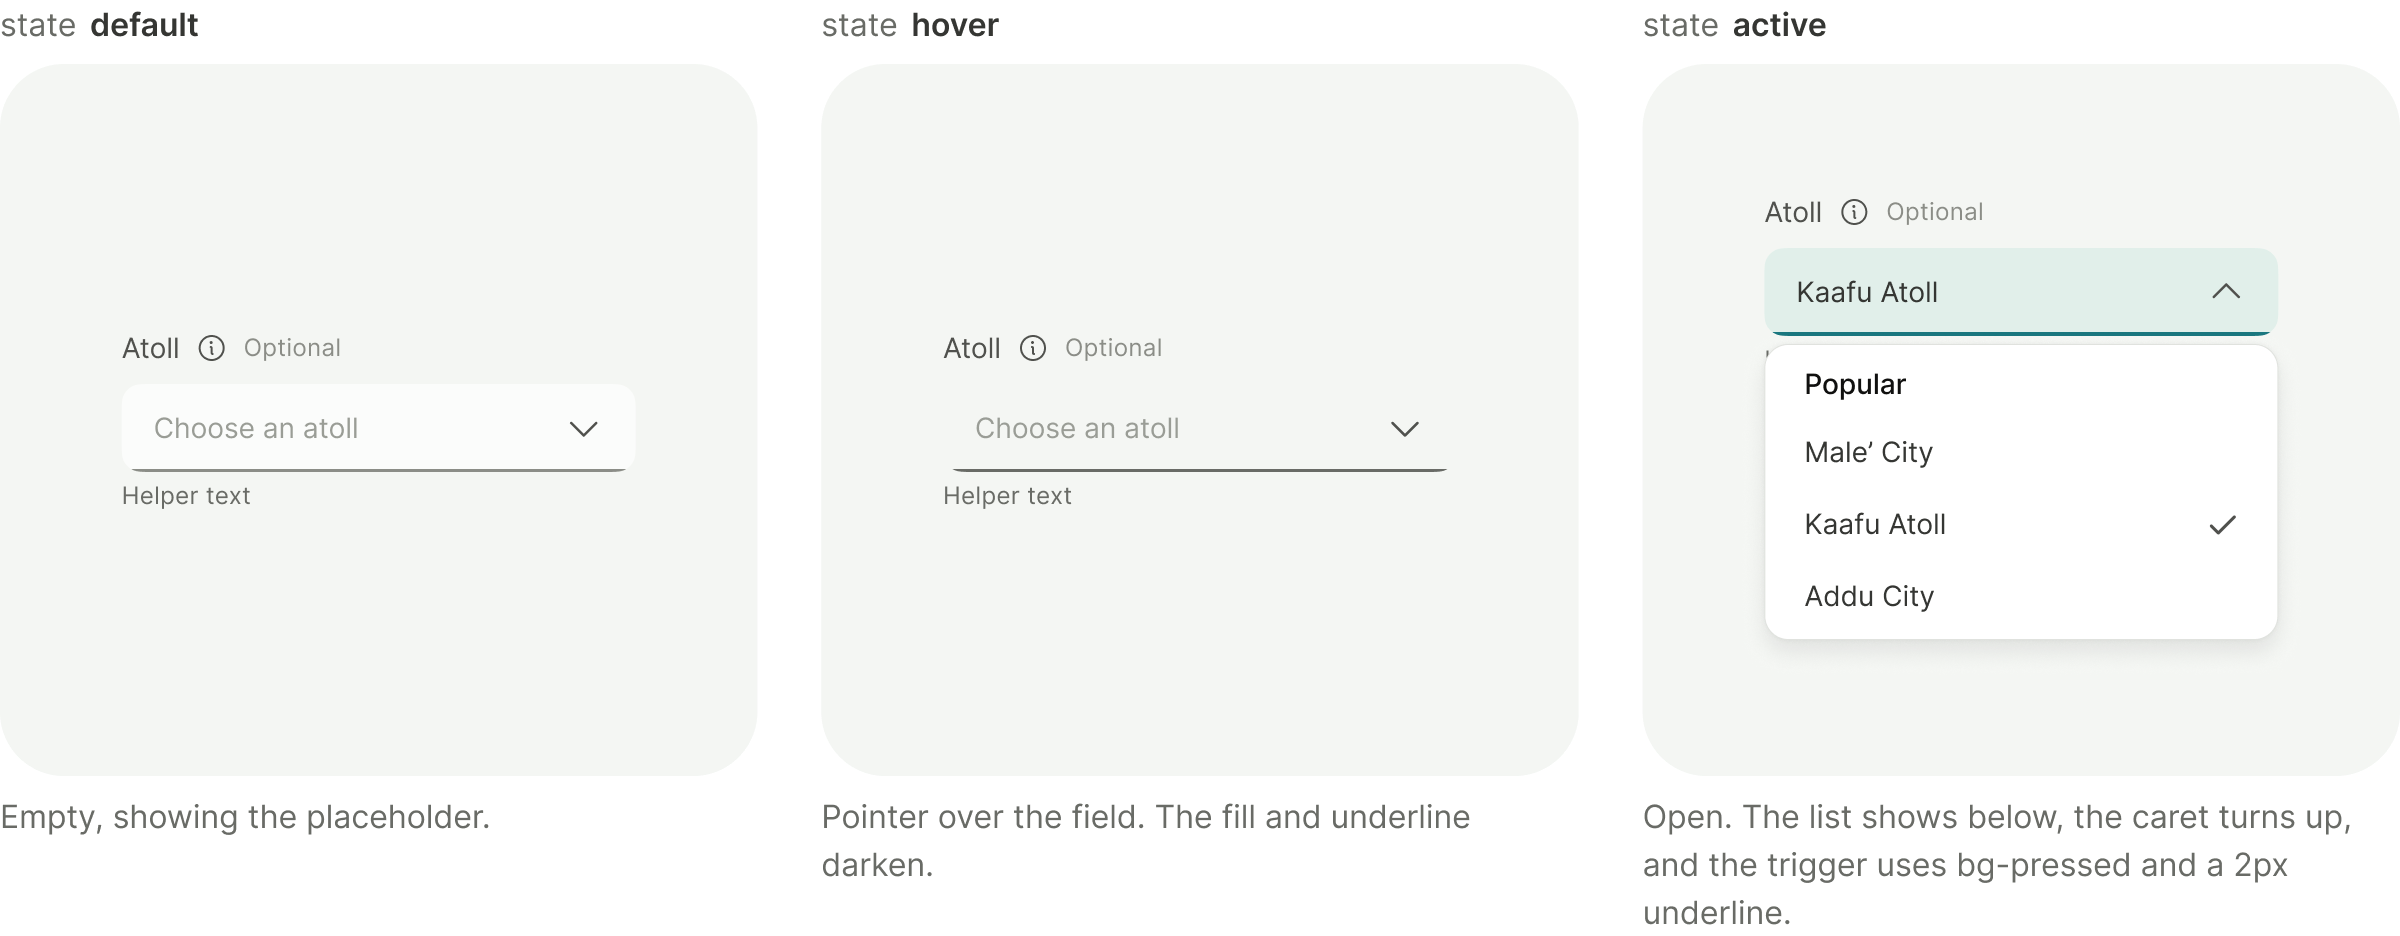 state default
Atoll Optional
Choose an atoll
Helper text
Empty, showing the placeholder.
state hover
Atoll Optional
Choose an atoll
Helper text
Pointer over the field. The fill and underline
darken.
state active
Atoll Optional
Kaafu Atoll
Popular
Male’ City
Kaafu Atoll
Addu City
Open. The list shows below, the caret turns up,
and the trigger uses bg-pressed and a 2px
underline.